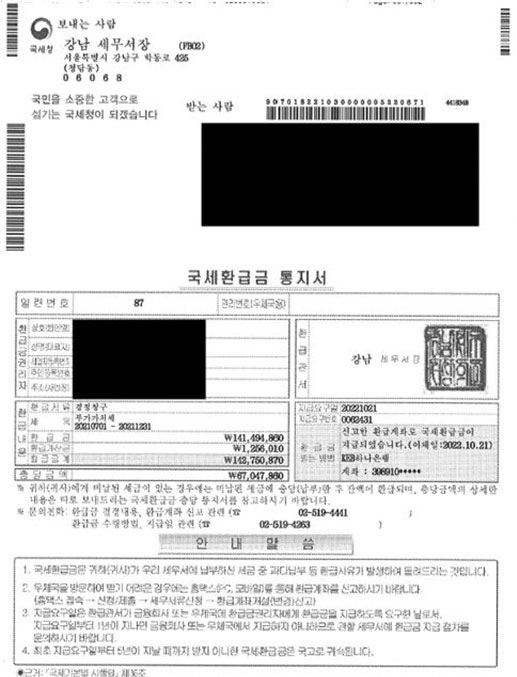 보내는 사람
국세청
강남 세무서장 (FB02)
서울특별시 강남구 학동로 425
(청담동)
06068
국민을 소중한 고객으로
섬기는 국세청이 되겠습니다
받는 사람
4418348
국세환급금 통지서
일련번호 87 관리번호(우체국용)
환급금권리자
상호(법인명)
성명(대표자)
사업자등록번호
주민등록번호
주소(사업장)
환급관서
강남 세무서장
환급금내용
환급사유 경정청구
세목 부가가치세
20210701 - 20211231
환급금 ₩141,494,860
환급가산금 ₩1,256,010
환급금계 ₩142,750,870
충당금액 ₩67,047,860
지급요구일 20221021
지급요구번호 0062431
환급금 받는 방법
신고한 환급계좌로 국세환급금이
지급되었습니다.(이체일:2022.10.21)
KEB하나은행
계좌 : 398910*****
※ 귀하(귀사)에게 미납된 세금이 있는 경우에는 미납된 세금에 충당(납부)한 후 잔액이 환급되며, 충당금액의 상세한
내용은 따로 보내드리는 국세환급금 충당 통지서를 참고하시기 바랍니다.
※ 문의전화: 환급금 결정내용, 환급계좌 신고 관련 (☎ 02-519-4441 )
환급금 수령방법, 지급일 관련 (☎ 02-519-4263 )
안 내 말 씀
1. 국세환급금은 귀하(귀사)가 우리 세무서에 납부하신 세금 중 과다납부 등 환급사유가 발생하여 돌려드리는 것입니다.
2. 우체국을 방문하여 받기 어려운 경우에는 홈택스(PC, 모바일)를 통해 환급계좌를 신고하시기 바랍니다.
(홈택스 접속 → 신청/제출 → 세무서류신청 → 환급계좌개설(변경)신고)
3. 지급요구일은 환급관서가 금융회사 또는 우체국에 환급금을 지급하도록 요구한 날로서,
지급요구일부터 1년이 지나면 금융회사 또는 우체국에서 지급하지 아니하므로 관할 세무서에 환급금 지급 절차를
문의하시기 바랍니다.
4. 최초 지급요구일부터 5년이 지날 때까지 받지 아니한 국세환급금은 국고로 귀속됩니다.
※근거: 「국세기본법 시행령」 제36조